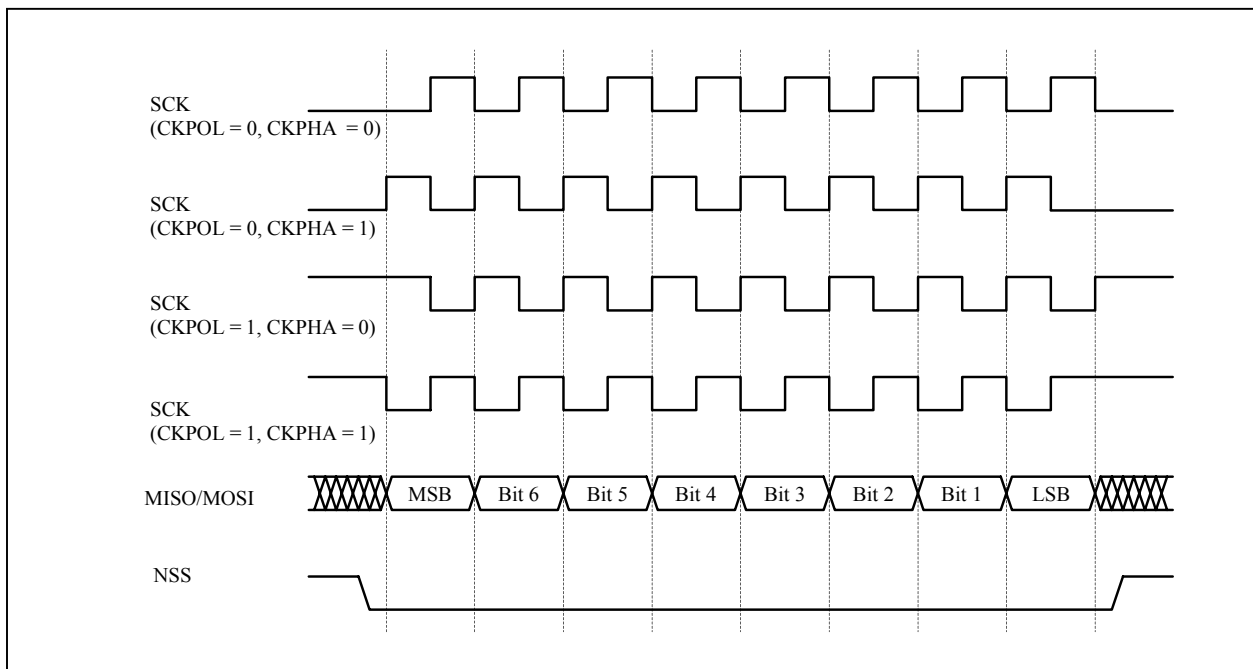 SCK
(CKPOL = 0, CKPHA = 0)
SCK
(CKPOL = 0, CKPHA = 1)
SCK
(CKPOL = 1, CKPHA = 0)
SCK
(CKPOL = 1, CKPHA = 1)
MISO/MOSI MSB Bit 6 Bit 5 Bit 4 Bit 3 Bit 2 Bit 1 LSB
NSS